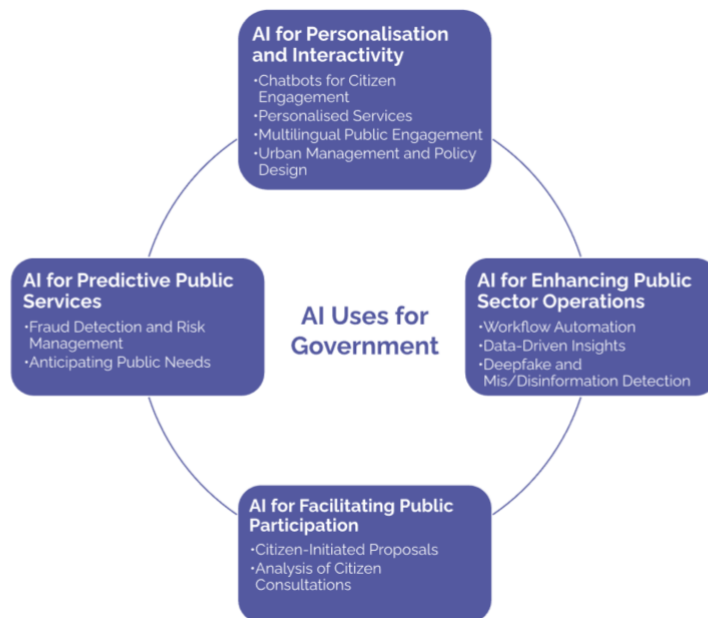 AI for Personalisation
and Interactivity
•Chatbots for Citizen
Engagement
•Personalised Services
•Multilingual Public Engagement
•Urban Management and Policy
Design
AI for Predictive Public
Services
•Fraud Detection and Risk
Management
•Anticipating Public Needs
AI Uses for
Government
AI for Enhancing Public
Sector Operations
•Workflow Automation
•Data-Driven Insights
•Deepfake and
Mis/Disinformation Detection
AI for Facilitating Public
Participation
•Citizen-Initiated Proposals
•Analysis of Citizen
Consultations